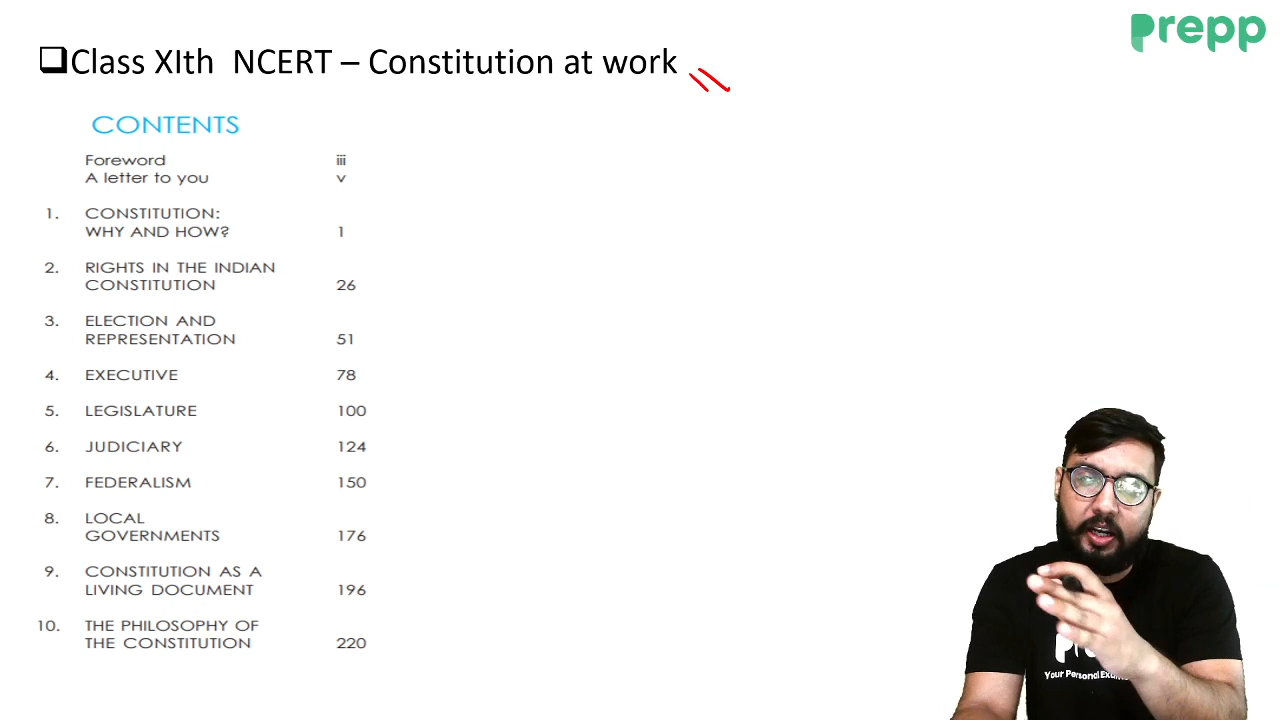 prepp
❑Class XIth NCERT – Constitution at work
CONTENTS
Foreword iii
A letter to you v
1. CONSTITUTION:
WHY AND HOW? 1
2. RIGHTS IN THE INDIAN
CONSTITUTION 26
3. ELECTION AND
REPRESENTATION 51
4. EXECUTIVE 78
5. LEGISLATURE 100
6. JUDICIARY 124
7. FEDERALISM 150
8. LOCAL
GOVERNMENTS 176
9. CONSTITUTION AS A
LIVING DOCUMENT 196
10. THE PHILOSOPHY OF
THE CONSTITUTION 220
Your Personal